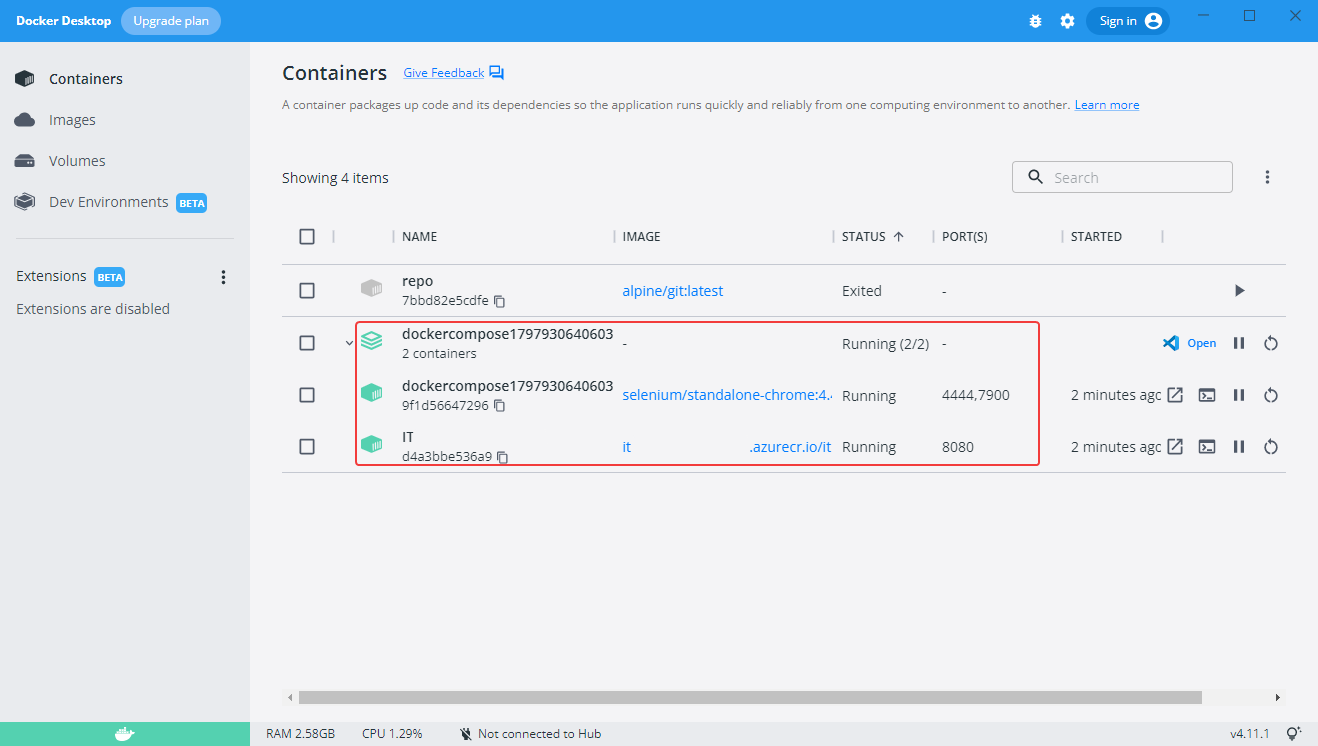 Docker Desktop Upgrade plan Sign in
Containers
Images
Volumes
Dev Environments BETA
Extensions BETA
Extensions are disabled
Containers Give Feedback
A container packages up code and its dependencies so the application runs quickly and reliably from one computing environment to another. Learn more
Showing 4 items Search
NAME IMAGE STATUS PORT(S) STARTED
repo
7bbd82e5cdfe alpine/git:latest Exited -
dockercompose1797930640603
2 containers - Running (2/2) - Open
dockercompose1797930640603
9f1d56647296 selenium/standalone-chrome:4. Running 4444,7900 2 minutes ago
IT
d4a3bbe536a9 it .azurecr.io/it Running 8080 2 minutes ago
RAM 2.58GB CPU 1.29% Not connected to Hub v4.11.1